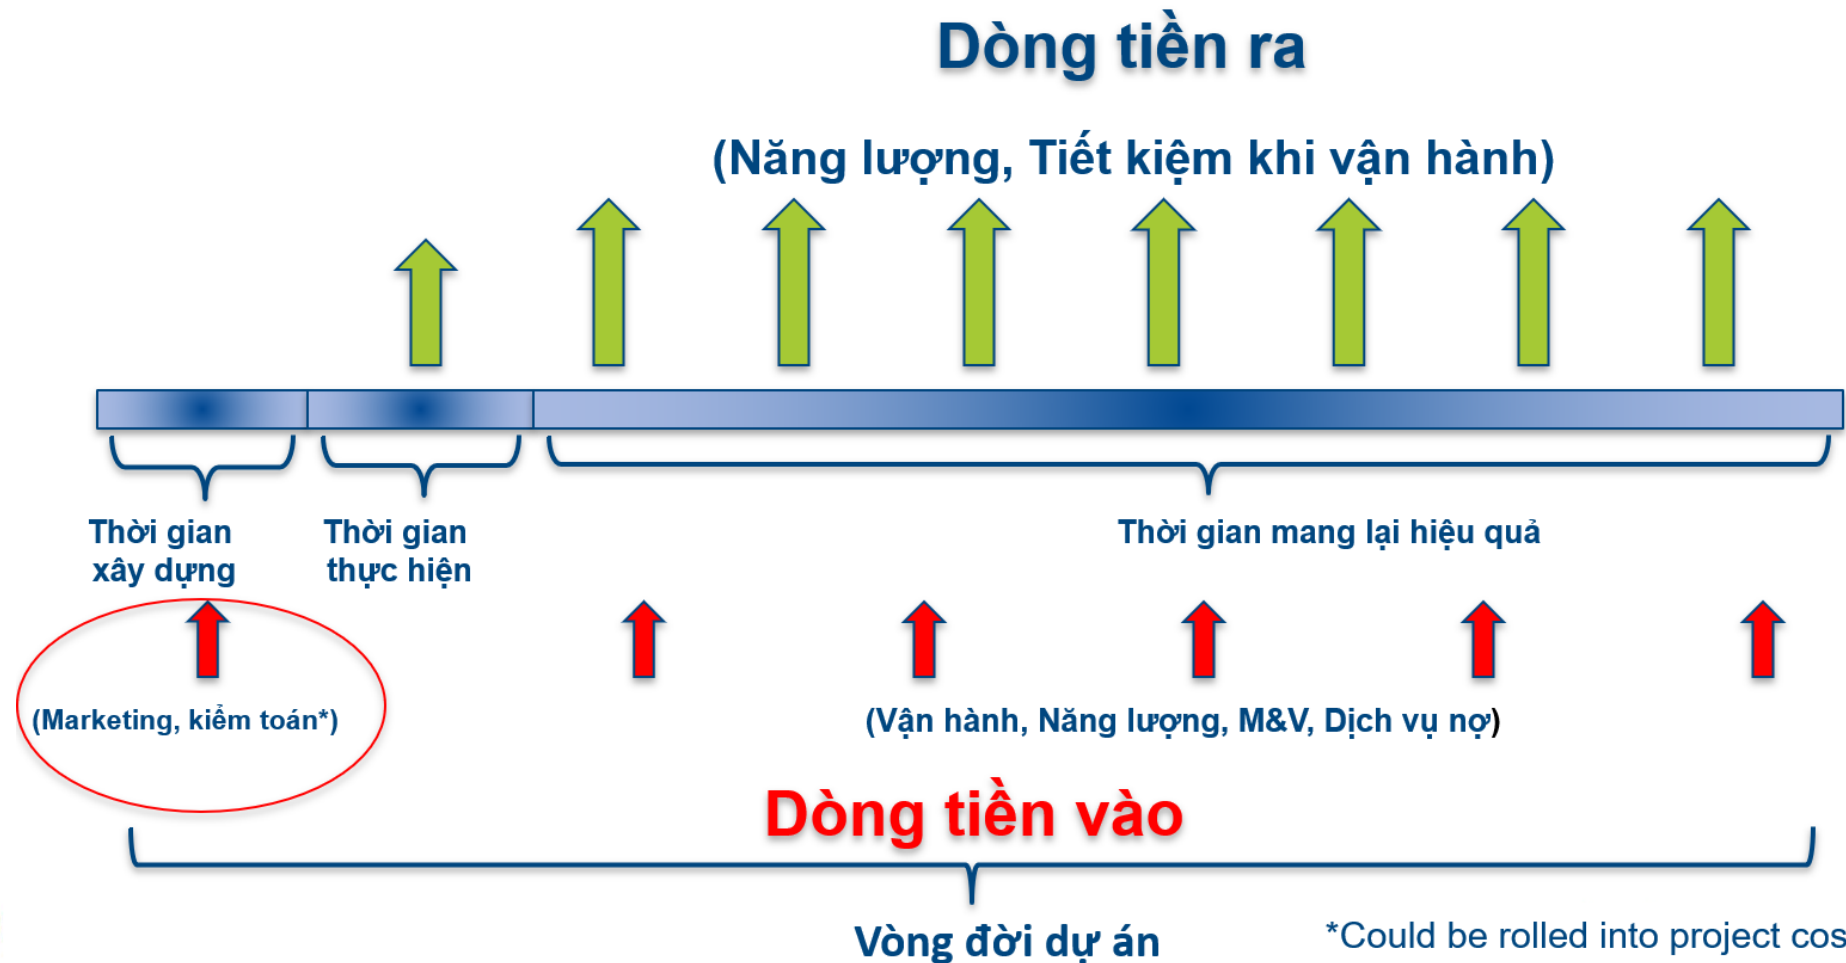 Dòng tiền ra
(Năng lượng, Tiết kiệm khi vận hành)
Thời gian
xây dựng
Thời gian
thực hiện
Thời gian mang lại hiệu quả
(Marketing, kiểm toán*)
(Vận hành, Năng lượng, M&V, Dịch vụ nợ)
Dòng tiền vào
Vòng đời dự án
*Could be rolled into project cos